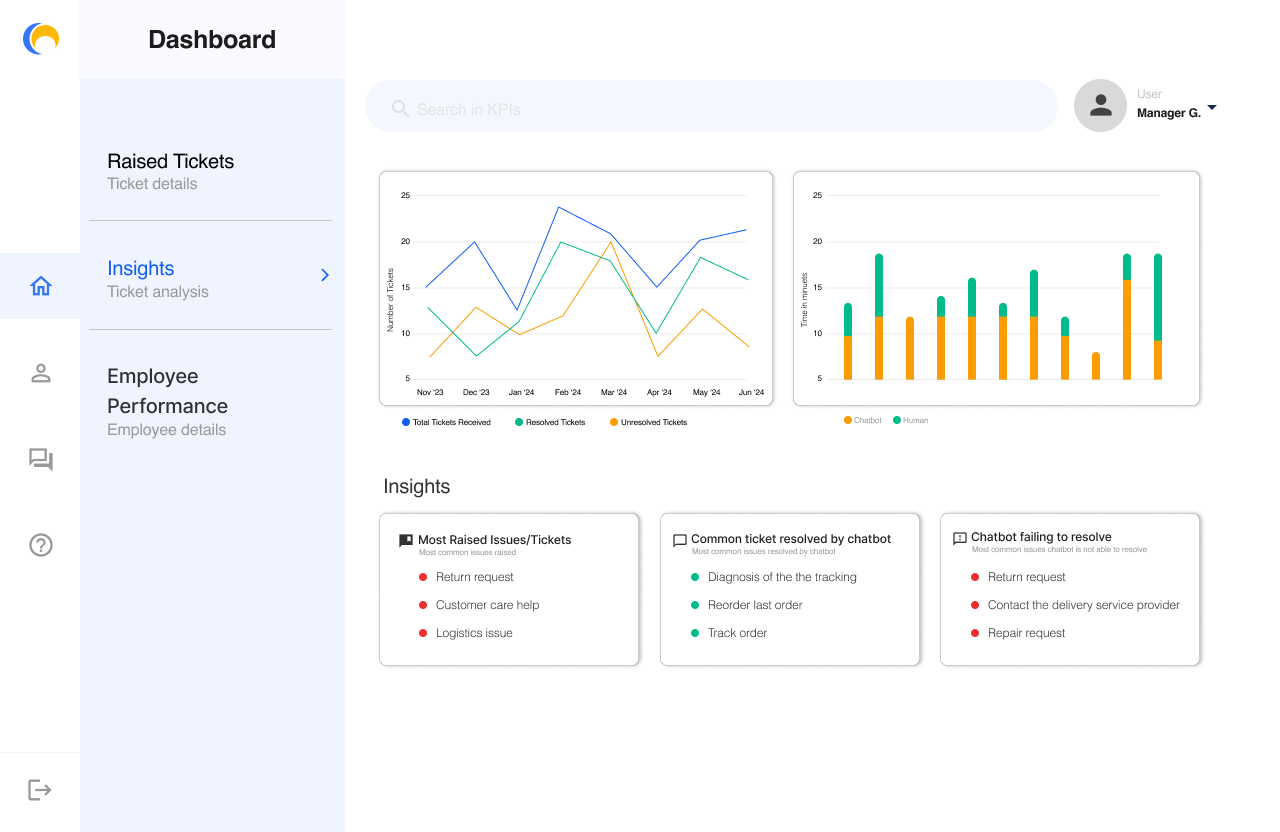 Dashboard
Raised Tickets
Ticket details
Insights
Ticket analysis
Employee
Performance
Employee details
Search in KPIs
User
Manager G.
25
20
15
10
5
Number of Tickets
Nov '23 Dec '23 Jan '24 Feb '24 Mar '24 Apr '24 May '24 Jun '24
Total Tickets Received Resolved Tickets Unresolved Tickets
25
20
15
10
5
Time in minuets
Chatbot Human
Insights
Most Raised Issues/Tickets
Most common issues raised
Return request
Customer care help
Logistics issue
Common ticket resolved by chatbot
Most common issues resolved by chatbot
Diagnosis of the the tracking
Reorder last order
Track order
Chatbot failing to resolve
Most common issues chatbot is not able to resolve
Return request
Contact the delivery service provider
Repair request